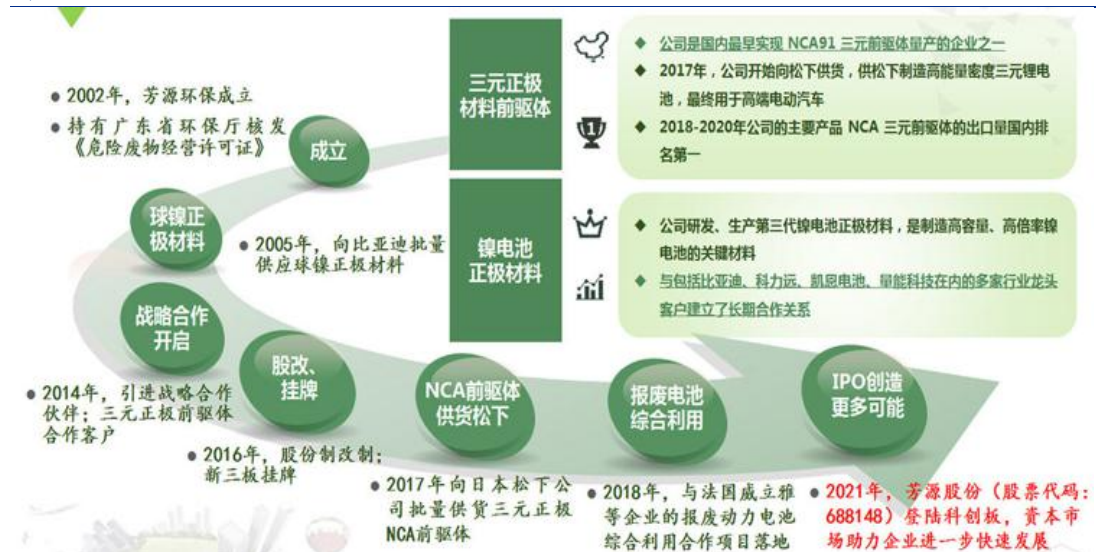 三元正极
材料前驱体
◆ 公司是国内最早实现 NCA91 三元前驱体量产的企业之一
◆ 2017年，公司开始向松下供货，供松下制造高能量密度三元锂电
池，最终用于高端电动汽车
◆ 2018-2020年公司的主要产品 NCA 三元前驱体的出口量国内排
名第一
1
镍电池
正极材料
◆ 公司研发、生产第三代镍电池正极材料，是制造高容量、高倍率镍
电池的关键材料
◆ 与包括比亚迪、科力远、凯恩电池、量能科技在内的多家行业龙头
客户建立了长期合作关系
● 2002年，芳源环保成立
● 持有广东省环保厅核发
《危险废物经营许可证》
成立
球镍正
极材料
● 2005年，向比亚迪批量
供应球镍正极材料
战略合作
开启
● 2014年，引进战略合作
伙伴；三元正极前驱体
合作客户
股改、
挂牌
● 2016年，股份制改制；
新三板挂牌
NCA前驱体
供货松下
● 2017年向日本松下公
司批量供货三元正极
NCA前驱体
报废电池
综合利用
● 2018年，与法国威立雅
等企业的报废动力电池
综合利用合作项目落地
IPO创造
更多可能
● 2021年，芳源股份（股票代码：
688148）登陆科创板，资本市
场助力企业进一步快速发展